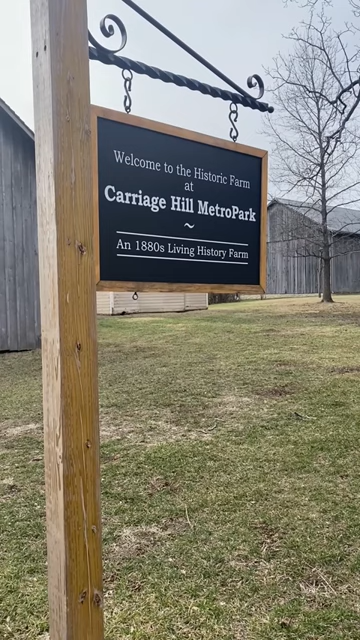 Welcome to the Historic Farm
at
Carriage Hill MetroPark
~
An 1880s Living History Farm